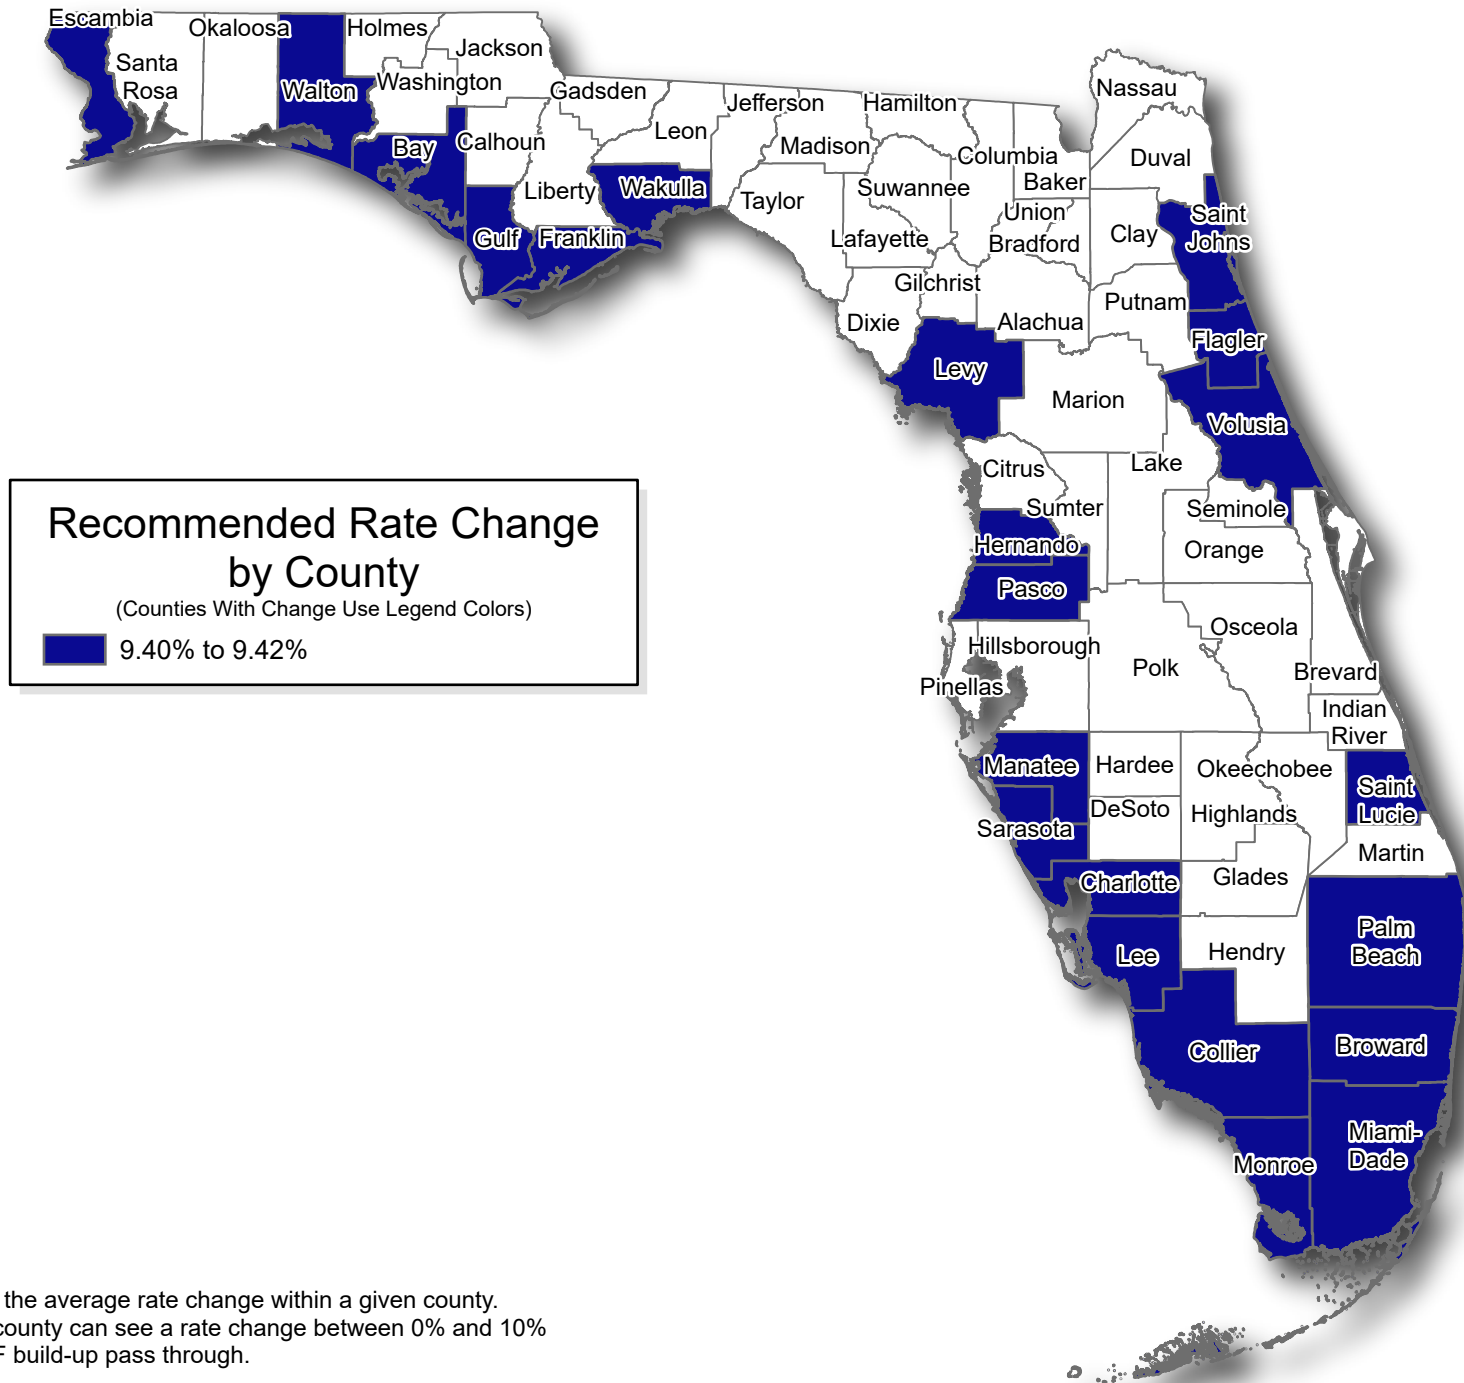 Escambia
Okaloosa
Holmes
Jackson
Santa
Rosa
Walton
Washington
Gadsden
Jefferson
Hamilton
Nassau
Bay
Calhoun
Leon
Madison
Columbia
Duval
Liberty
Wakulla
Taylor
Suwannee
Baker
Union
Saint
Johns
Gulf
Franklin
Lafayette
Bradford
Clay
Gilchrist
Putnam
Dixie
Alachua
Flagler
Levy
Marion
Volusia
Citrus
Lake
Sumter
Seminole
Hernando
Orange
Pasco
Recommended Rate Change
by County
(Counties With Change Use Legend Colors)
9.40% to 9.42%
Osceola
Hillsborough
Polk
Brevard
Pinellas
Indian
River
Manatee
Hardee
Okeechobee
Saint
Lucie
DeSoto
Highlands
Sarasota
Martin
Charlotte
Glades
Palm
Beach
Lee
Hendry
Collier
Broward
Miami-
Dade
Monroe
the average rate change within a given county.
county can see a rate change between 0% and 10%
F build-up pass through.